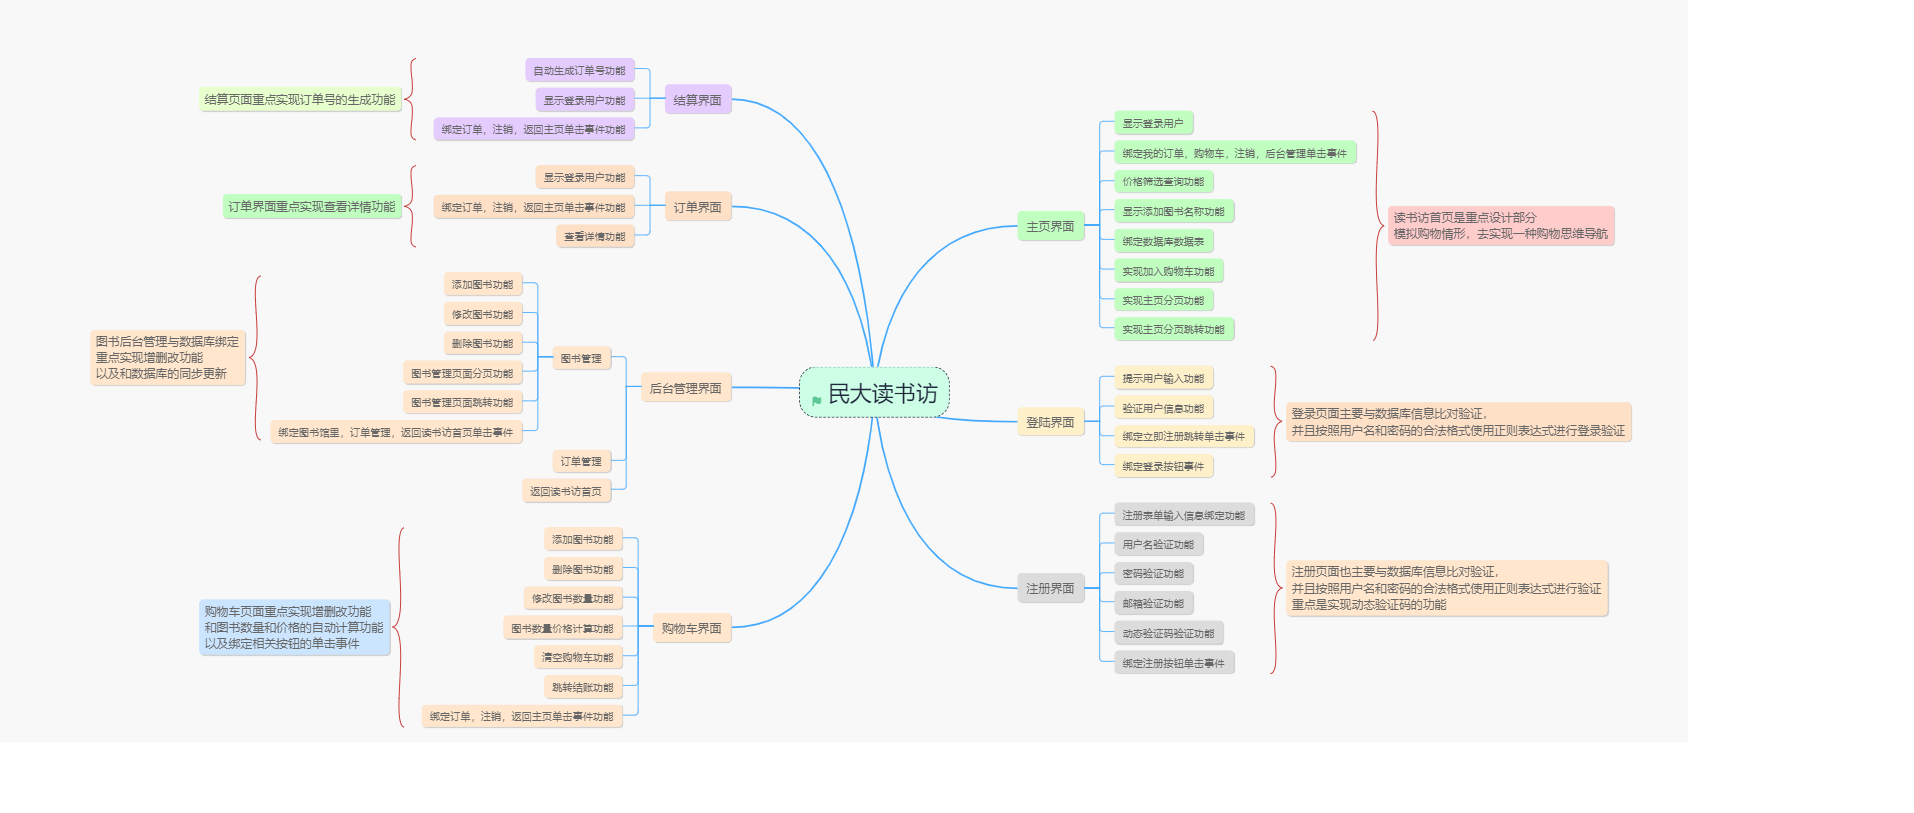 民大读书访
主页界面
显示登录用户
绑定我的订单，购物车，注销，后台管理单击事件
价格筛选查询功能
显示添加图书名称功能
绑定数据库数据表
实现加入购物车功能
实现主页分页功能
实现主页分页跳转功能
读书访首页是重点设计部分
模拟购物情形，去实现一种购物思维导航
登陆界面
提示用户输入功能
验证用户信息功能
绑定立即注册跳转单击事件
绑定登录按钮事件
登录页面主要与数据库信息比对验证，
并且按照用户名和密码的合法格式使用正则表达式进行登录验证
注册界面
注册表单输入信息绑定功能
用户名验证功能
密码验证功能
邮箱验证功能
动态验证码验证功能
绑定注册按钮单击事件
注册页面也主要与数据库信息比对验证，
并且按照用户名和密码的合法格式使用正则表达式进行验证
重点是实现动态验证码的功能
结算界面
自动生成订单号功能
显示登录用户功能
绑定订单，注销，返回主页单击事件功能
结算页面重点实现订单号的生成功能
订单界面
显示登录用户功能
绑定订单，注销，返回主页单击事件功能
查看详情功能
订单界面重点实现查看详情功能
后台管理界面
图书管理
添加图书功能
修改图书功能
删除图书功能
图书管理页面分页功能
图书管理页面跳转功能
绑定图书馆里，订单管理，返回读书访首页单击事件
订单管理
返回读书访首页
图书后台管理与数据库绑定
重点实现增删改功能
以及和数据库的同步更新
购物车界面
添加图书功能
删除图书功能
修改图书数量功能
图书数量价格计算功能
清空购物车功能
跳转结账功能
绑定订单，注销，返回主页单击事件功能
购物车页面重点实现增删改功能
和图书数量和价格的自动计算功能
以及绑定相关按钮的单击事件